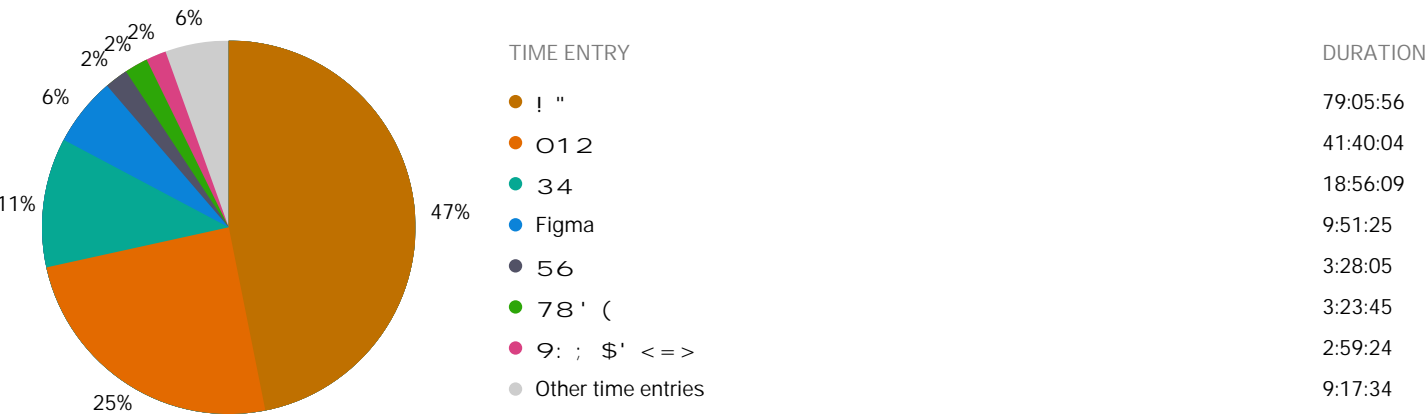 6%
2%
2%
2%
6%
11%
47%
25%
TIME ENTRY DURATION
! " 79:05:56
012 41:40:04
34 18:56:09
Figma 9:51:25
56 3:28:05
78' ( 3:23:45
9: ; $' <=> 2:59:24
Other time entries 9:17:34